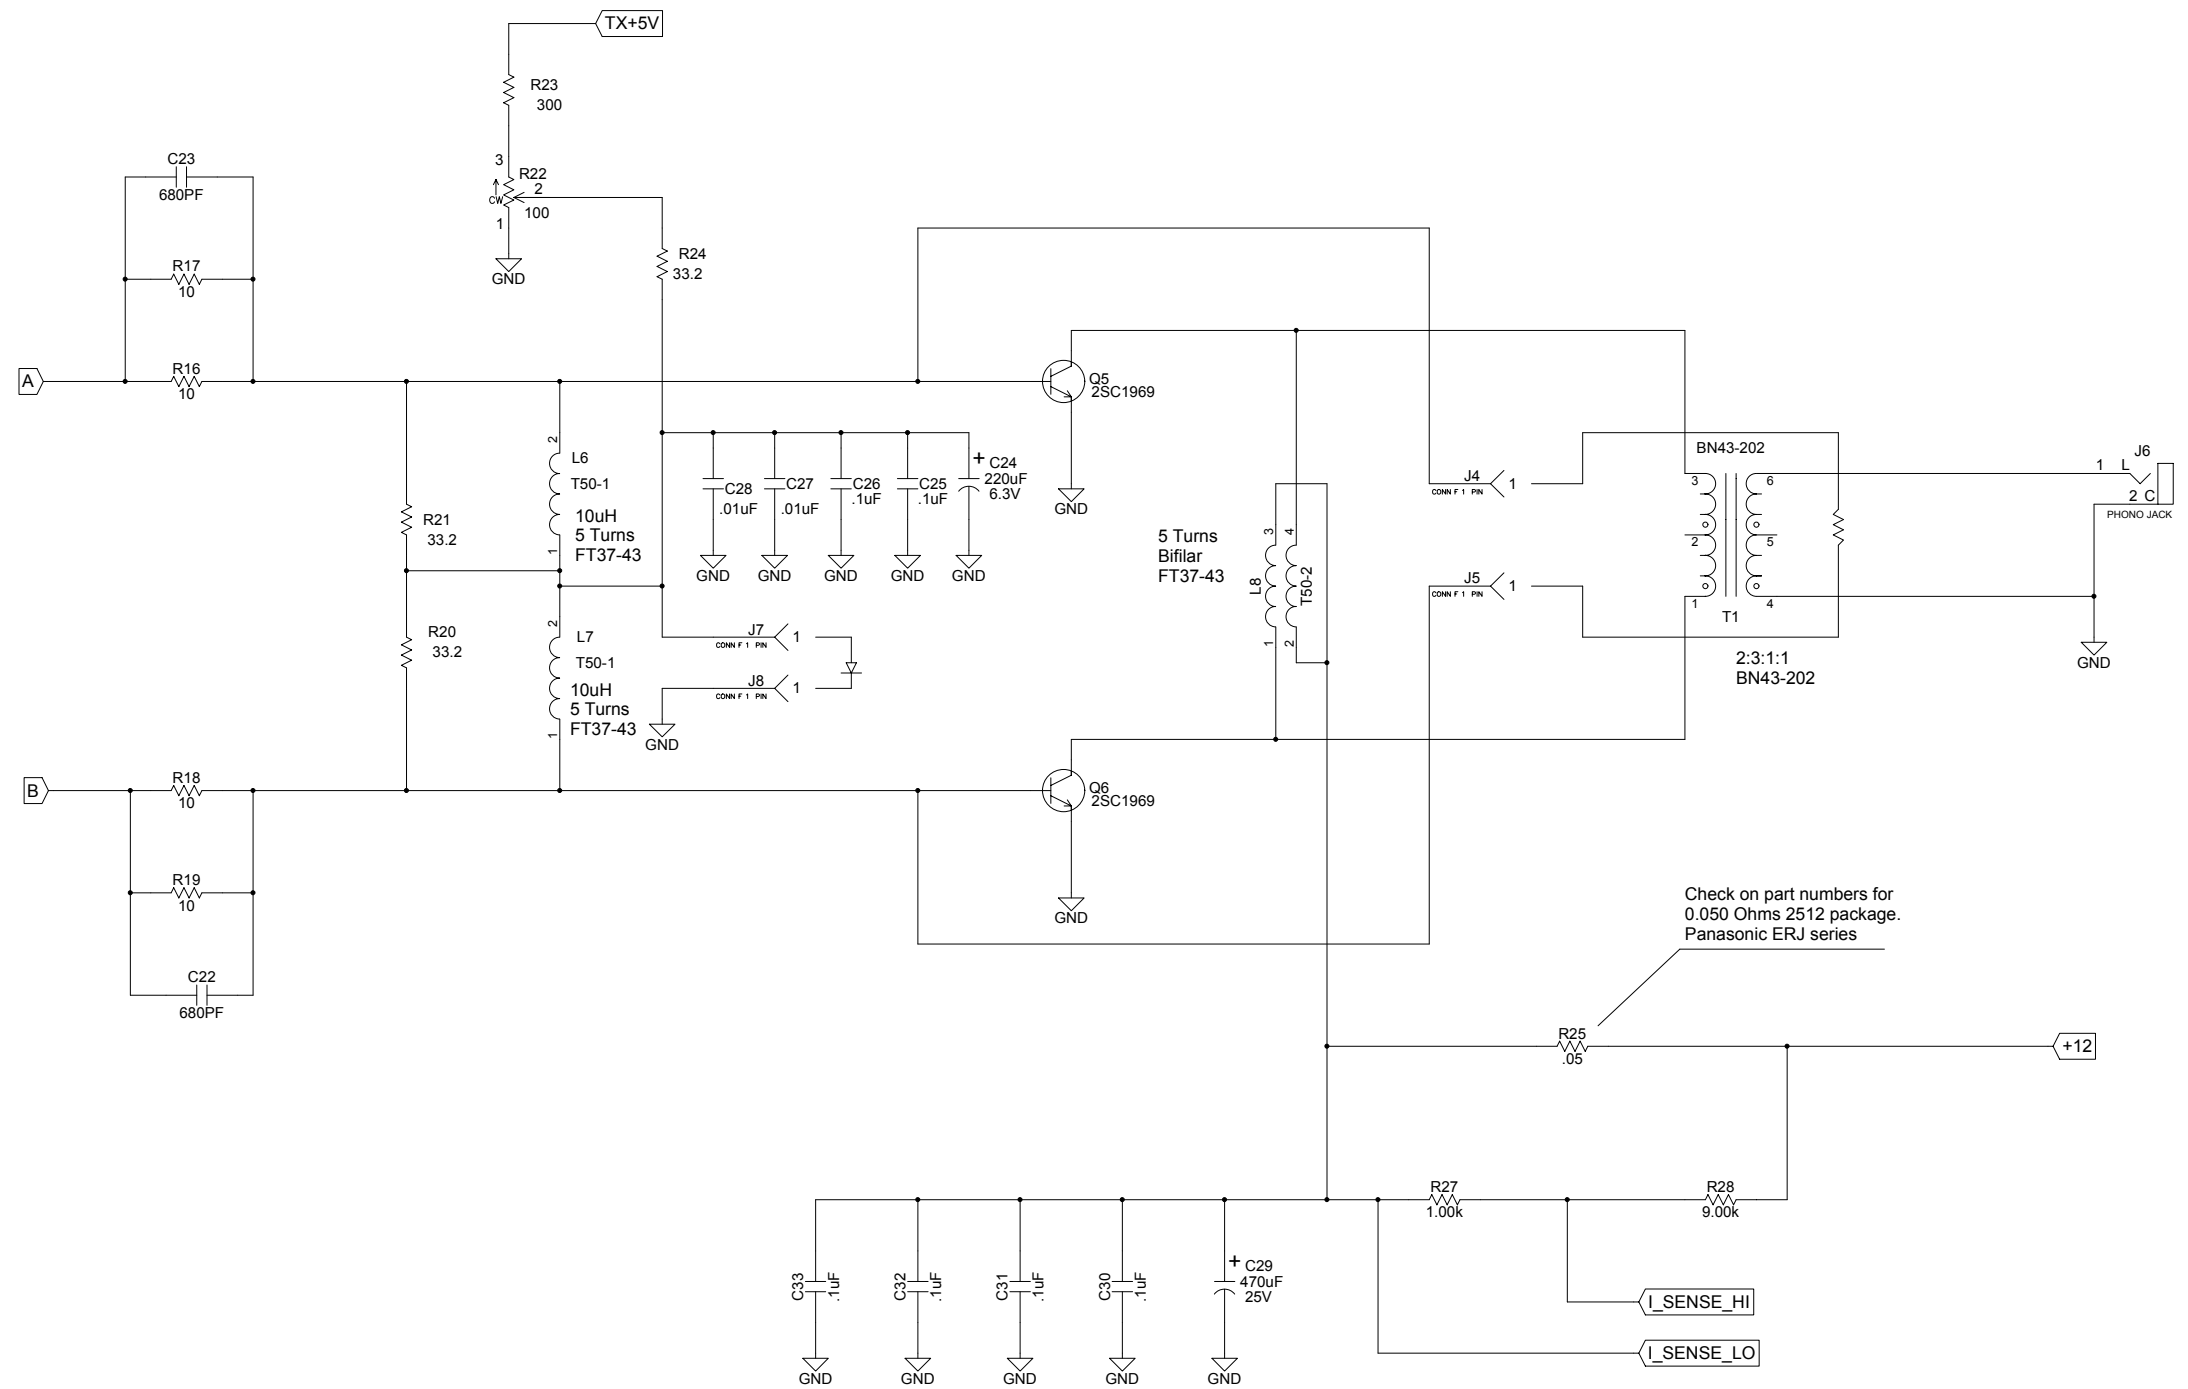 TX+5V
R23
300
3
R22
2
CW
100
1
GND
C23
680PF
R17
10
R16
10
A
R24
33.2
Q5
2SC1969
GND
2
L6
T50-1
10uH
5 Turns
FT37-43
1
R21
33.2
C28
.01uF
C27
.01uF
C26
.1uF
C25
.1uF
+
C24
220uF
6.3V
GND
GND
GND
GND
GND
R20
33.2
2
L7
T50-1
10uH
5 Turns
FT37-43
1
J7
1
CONN F 1 PIN
J8
1
CONN F 1 PIN
GND
5 Turns
Bifilar
FT37-43
3
4
L8
T50-2
1
2
J4
1
CONN F 1 PIN
J5
1
CONN F 1 PIN
BN43-202
3
6
2
5
1
4
T1
2:3:1:1
BN43-202
J6
1
L
2
C
PHONO JACK
GND
B
R18
10
R19
10
C22
680PF
Q6
2SC1969
GND
Check on part numbers for
0.050 Ohms 2512 package.
Panasonic ERJ series
R25
.05
+12
R27
1.00k
R28
9.00k
C33
.1uF
C32
.1uF
C31
.1uF
C30
.1uF
+
C29
470uF
25V
I_SENSE_HI
I_SENSE_LO
GND
GND
GND
GND
GND